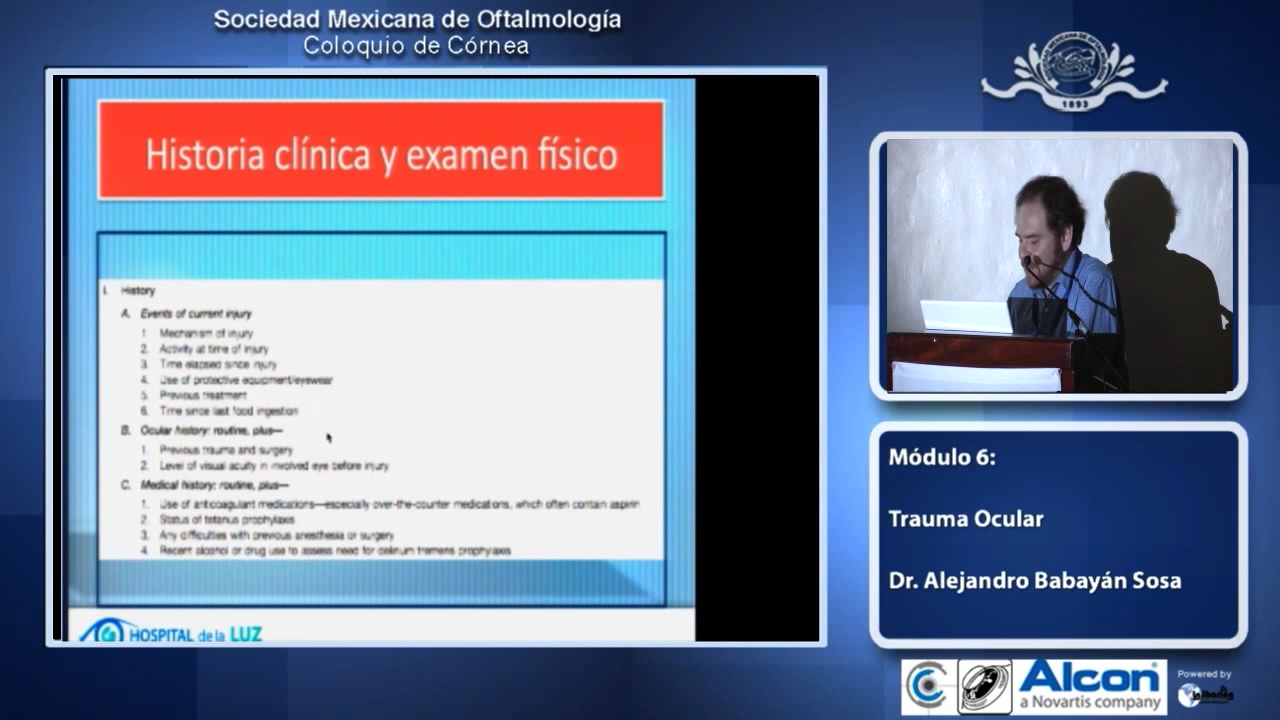 Sociedad Mexicana de Oftalmología
Coloquio de Córnea
Historia clínica y examen físico
I. History
A. Events of current injury
1. Mechanism of injury
2. Activity at time of injury
3. Time elapsed since injury
4. Use of protective equipment/eyewear
5. Previous treatment
6. Time since last food ingestion
B. Ocular history: routine, plus—
1. Previous trauma and surgery
2. Level of visual acuity in involved eye before injury
C. Medical history: routine, plus—
1. Use of anticoagulant medications—especially over-the-counter medications, which often contain aspirin
2. Status of tetanus prophylaxis
3. Any difficulties with previous anesthesia or surgery
4. Recent alcohol or drug use to assess need for delirium tremens prophylaxis
HOSPITAL de la LUZ
1893
Módulo 6:
Trauma Ocular
Dr. Alejandro Babayán Sosa
Alcon
a Novartis company
Powered by